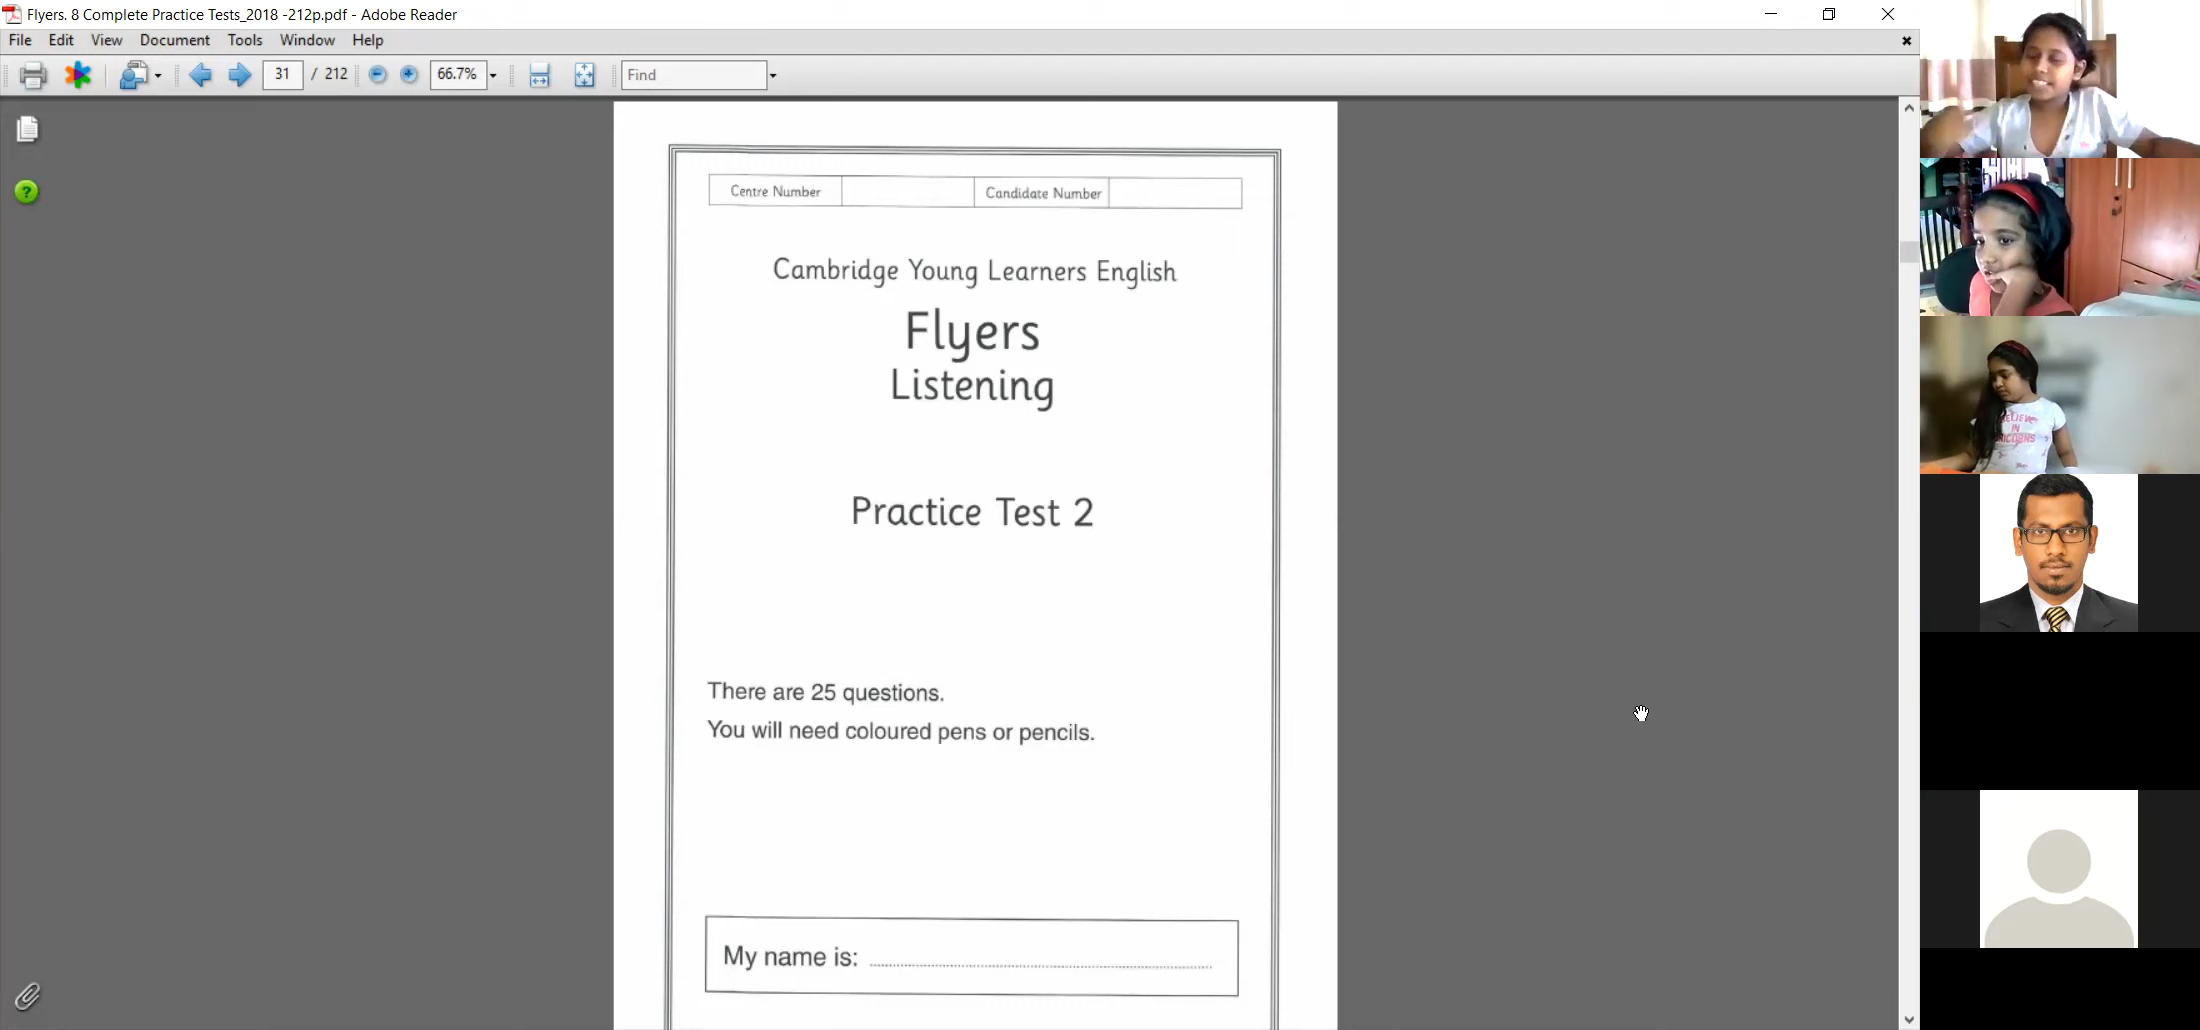 Flyers. 8 Complete Practice Tests_2018 -212p.pdf - Adobe Reader
File Edit View Document Tools Window Help
31 / 212 66.7% Find
Centre Number Candidate Number
Cambridge Young Learners English
Flyers
Listening
Practice Test 2
There are 25 questions.
You will need coloured pens or pencils.
My name is:
IN